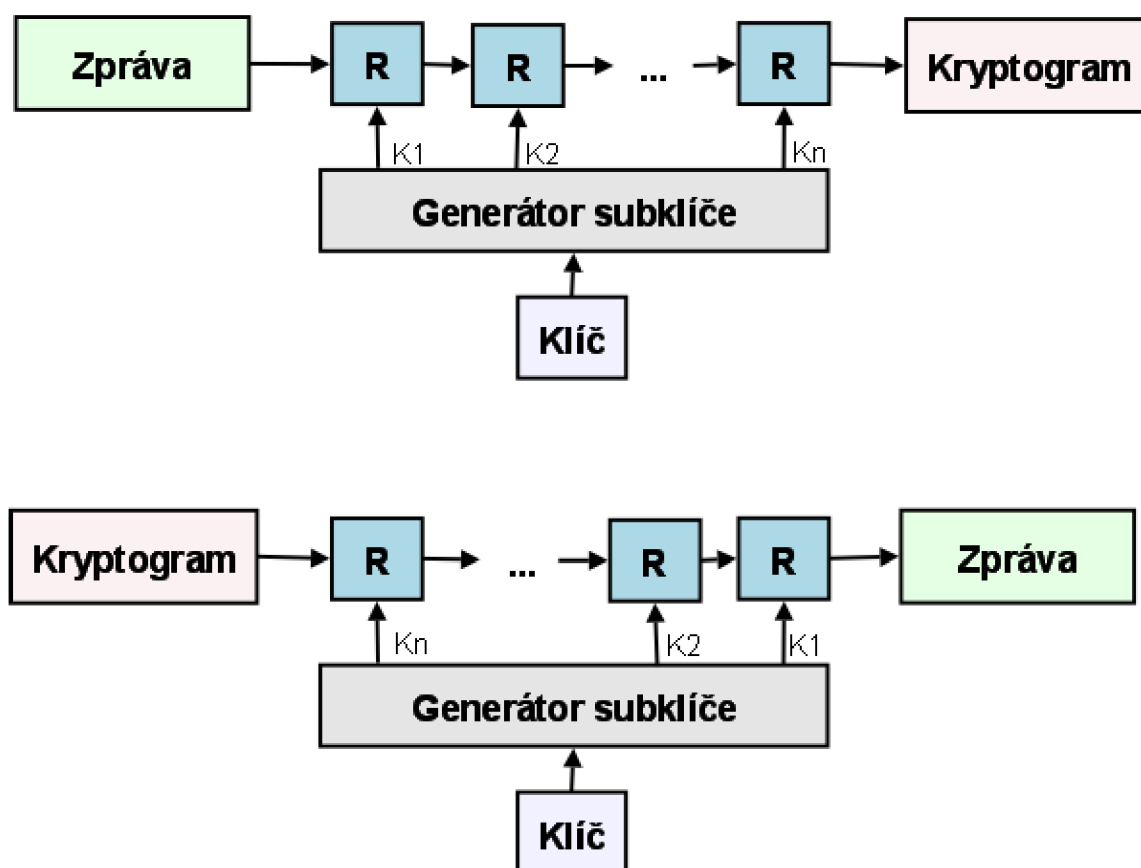 Zpráva R R ... R Kryptogram
K1 K2 Kn
Generátor subklíče
Klíč
Kryptogram R ... R R Zpráva
Kn K2 K1
Generátor subklíče
Klíč